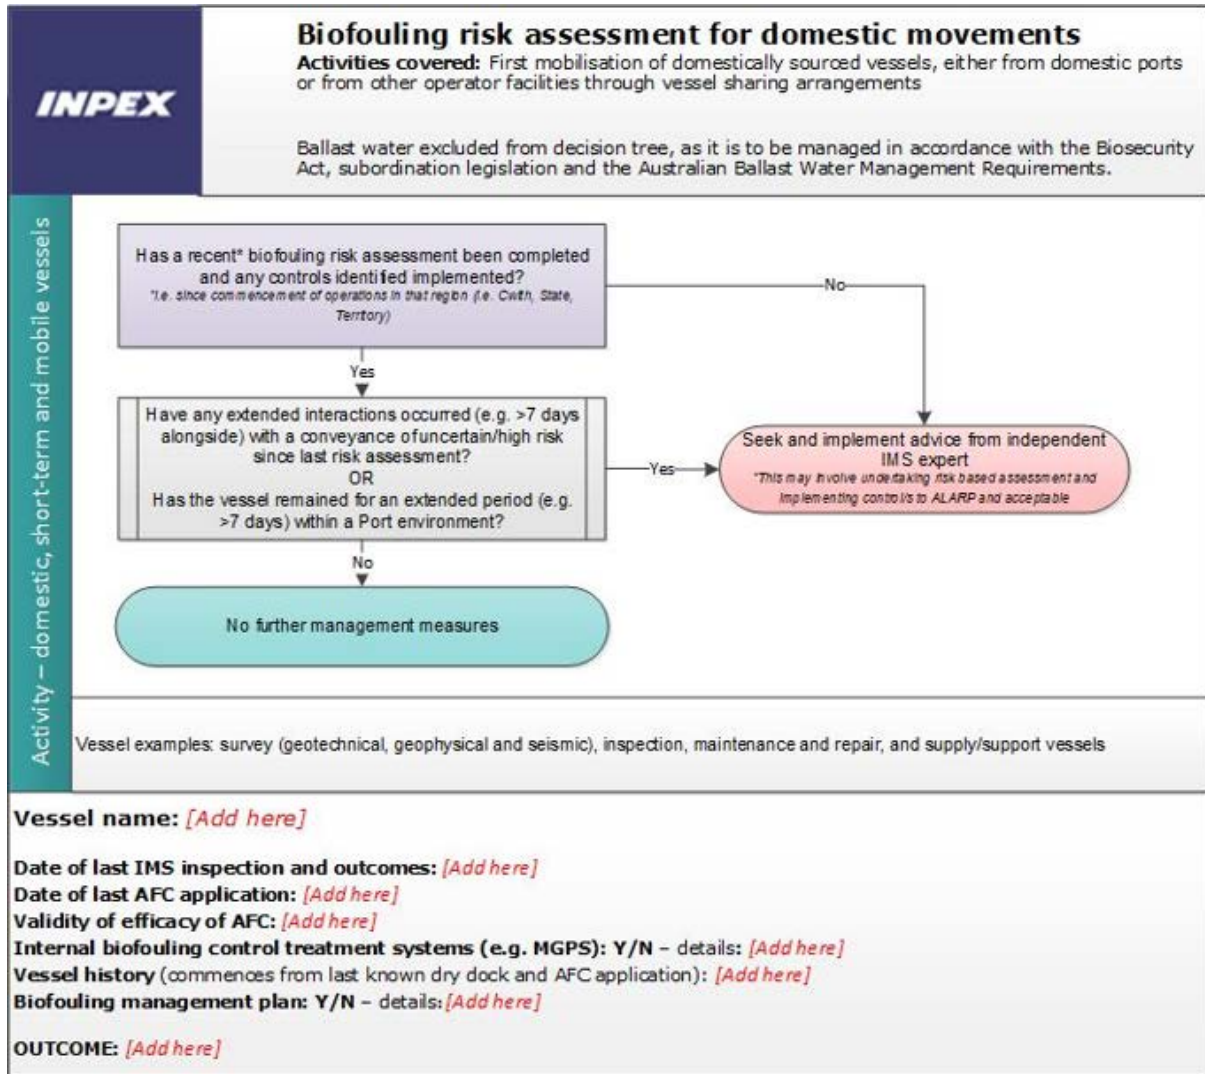 INPEX
Biofouling risk assessment for domestic movements
Activities covered: First mobilisation of domestically sourced vessels, either from domestic ports
or from other operator facilities through vessel sharing arrangements
Ballast water excluded from decision tree, as it is to be managed in accordance with the Biosecurity
Act, subordination legislation and the Australian Ballast Water Management Requirements.
Activity – domestic, short-term and mobile vessels
Has a recent* biofouling risk assessment been completed
and any controls identified implemented?
*i.e. since commencement of operations in that region (i.e. Cwth, State,
Territory)
No
Yes
Have any extended interactions occurred (e.g. >7 days
alongside) with a conveyance of uncertain/high risk
since last risk assessment?
OR
Has the vessel remained for an extended period (e.g.
>7 days) within a Port environment?
Yes
Seek and implement advice from independent
IMS expert
*This may involve undertaking risk based assessment and
implementing control/s to ALARP and acceptable
No
No further management measures
Vessel examples: survey (geotechnical, geophysical and seismic), inspection, maintenance and repair, and supply/support vessels
Vessel name: [Add here]
Date of last IMS inspection and outcomes: [Add here]
Date of last AFC application: [Add here]
Validity of efficacy of AFC: [Add here]
Internal biofouling control treatment systems (e.g. MGPS): Y/N – details: [Add here]
Vessel history (commences from last known dry dock and AFC application): [Add here]
Biofouling management plan: Y/N – details: [Add here]
OUTCOME: [Add here]